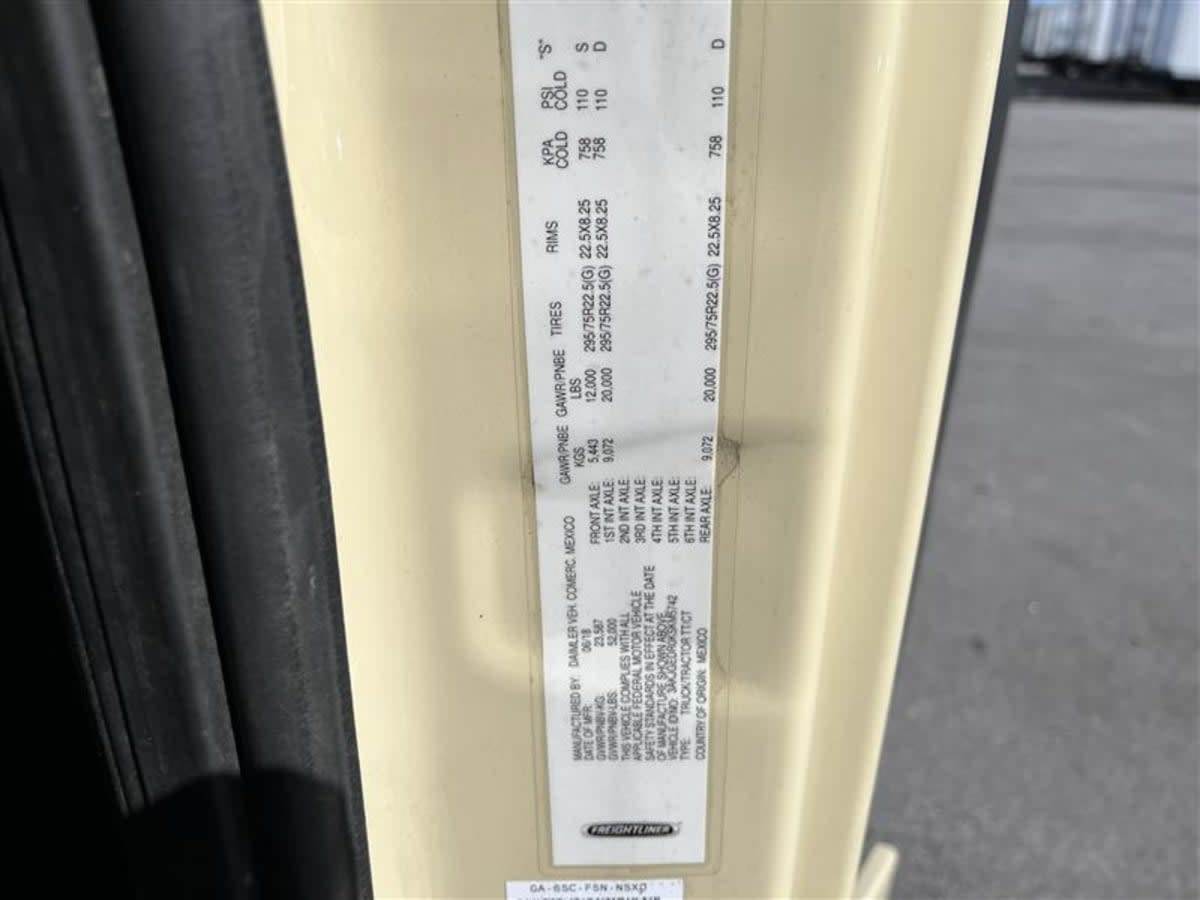 FREIGHTLINER
MANUFACTURED BY: DAIMLER VEH. COMERC. MEXICO
DATE OF MFR: 06/18
GVWR/PNBV-KG: 23,587
GVWR/PNBV-LBS: 52,000
THIS VEHICLE COMPLIES WITH ALL
APPLICABLE FEDERAL MOTOR VEHICLE
SAFETY STANDARDS IN EFFECT AT THE DATE
OF MANUFACTURE SHOWN ABOVE
VEHICLE ID NO:
TYPE: TRUCK/TRACTOR TT/CT
COUNTRY OF ORIGIN: MEXICO
GAWR/PNBE GAWR/PNBE TIRES RIMS KPA PSI "S"
KGS LBS COLD COLD
FRONT AXLE: 5,443 12,000 295/75R22.5(G) 22.5X8.25 758 110 S
1ST INT AXLE: 9,072 20,000 295/75R22.5(G) 22.5X8.25 758 110 D
2ND INT AXLE:
3RD INT AXLE:
4TH INT AXLE:
5TH INT AXLE:
6TH INT AXLE:
REAR AXLE: 9,072 20,000 295/75R22.5(G) 22.5X8.25 758 110 D